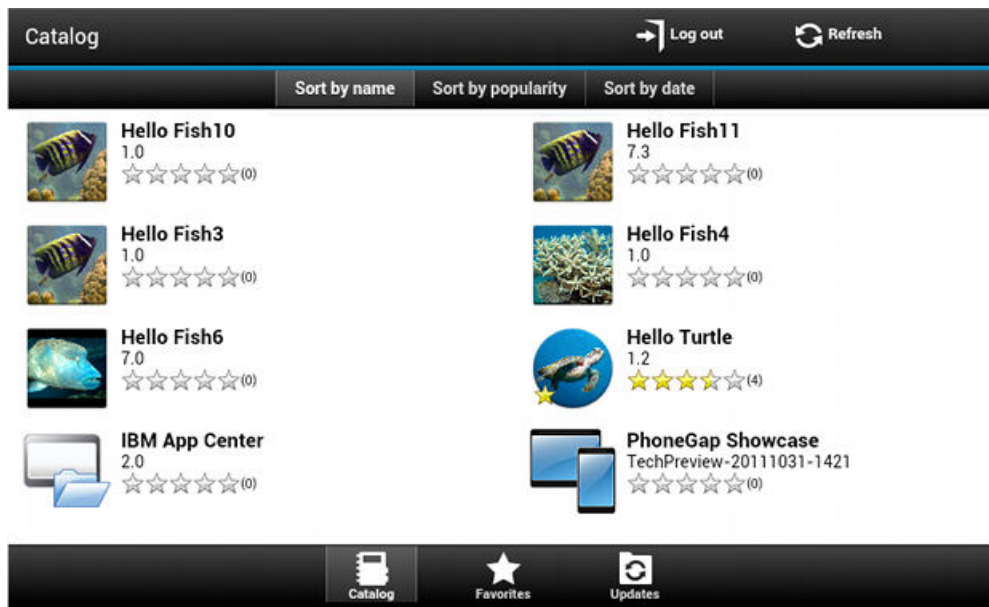 Catalog
Log out
Refresh
Sort by name
Sort by popularity
Sort by date
Hello Fish10
1.0
(0)
Hello Fish11
7.3
(0)
Hello Fish3
1.0
(0)
Hello Fish4
1.0
(0)
Hello Fish6
7.0
(0)
Hello Turtle
1.2
(4)
IBM App Center
2.0
(0)
PhoneGap Showcase
TechPreview-20111031-1421
(0)
Catalog
Favorites
Updates